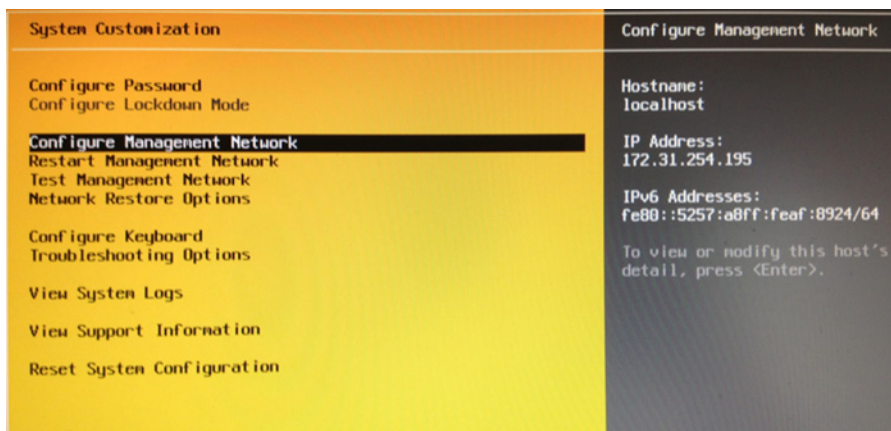 System Customization
Configure Password
Configure Lockdown Mode
Configure Management Network
Restart Management Network
Test Management Network
Network Restore Options
Configure Keyboard
Troubleshooting Options
View System Logs
View Support Information
Reset System Configuration
Configure Management Network
Hostname:
localhost
IP Address:
172.31.254.195
IPv6 Addresses:
fe80::5257:a8ff:feaf:8924/64
To view or modify this host's
detail, press <Enter>.